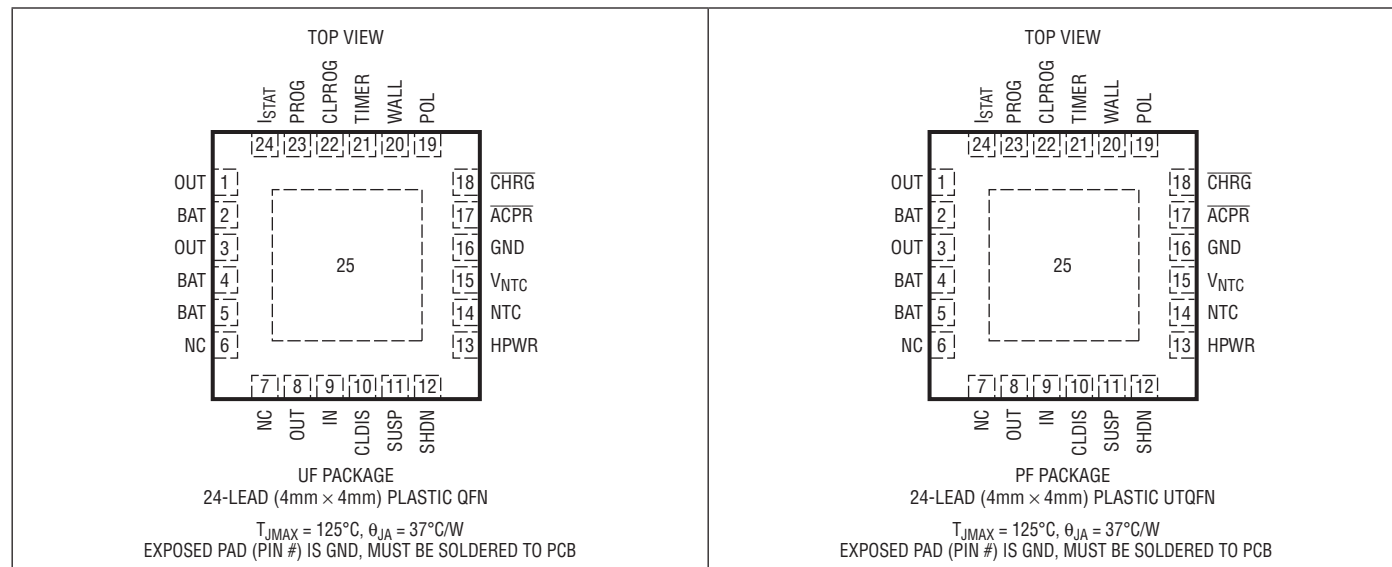 TOP VIEW
ISTAT
PROG
CLPROG
TIMER
WALL
POL
24 23 22 21 20 19
OUT 1
BAT 2
OUT 3
BAT 4
BAT 5
NC 6
25
18 CHRG
17 ACPR
16 GND
15 VNTC
14 NTC
13 HPWR
7 8 9 10 11 12
NC
OUT
IN
CLDIS
SUSP
SHDN
UF PACKAGE
24-LEAD (4mm × 4mm) PLASTIC QFN
TJMAX = 125°C, θJA = 37°C/W
EXPOSED PAD (PIN #) IS GND, MUST BE SOLDERED TO PCB
TOP VIEW
ISTAT
PROG
CLPROG
TIMER
WALL
POL
24 23 22 21 20 19
OUT 1
BAT 2
OUT 3
BAT 4
BAT 5
NC 6
25
18 CHRG
17 ACPR
16 GND
15 VNTC
14 NTC
13 HPWR
7 8 9 10 11 12
NC
OUT
IN
CLDIS
SUSP
SHDN
PF PACKAGE
24-LEAD (4mm × 4mm) PLASTIC UTQFN
TJMAX = 125°C, θJA = 37°C/W
EXPOSED PAD (PIN #) IS GND, MUST BE SOLDERED TO PCB